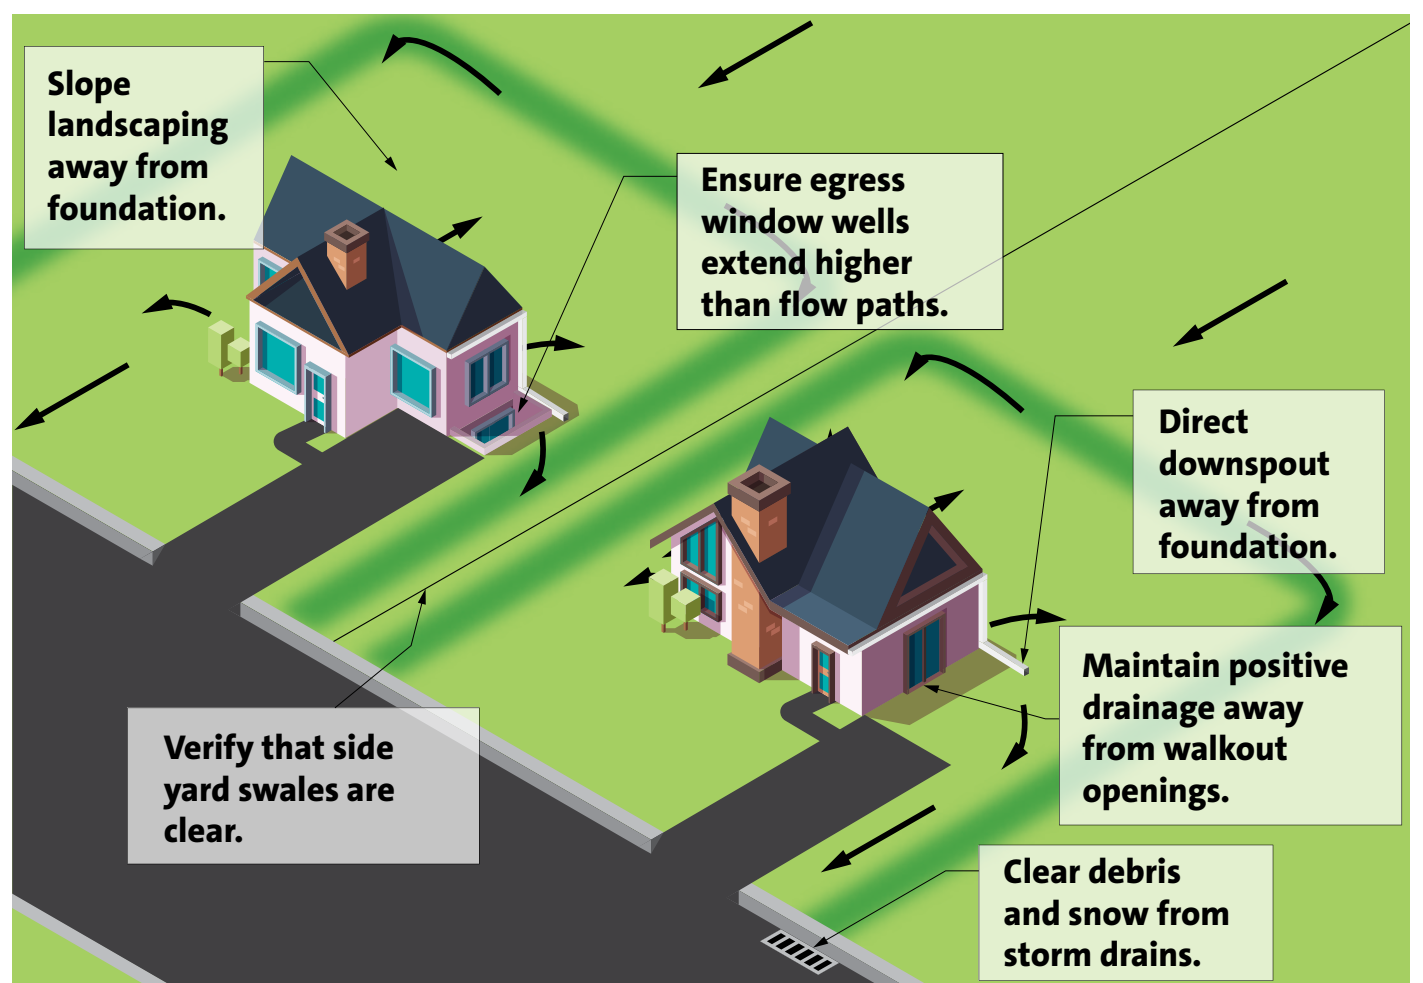 Slope
landscaping
away from
foundation.
Ensure egress
window wells
extend higher
than flow paths.
Direct
downspout
away from
foundation.
Maintain positive
drainage away
from walkout
openings.
Verify that side
yard swales are
clear.
Clear debris
and snow from
storm drains.